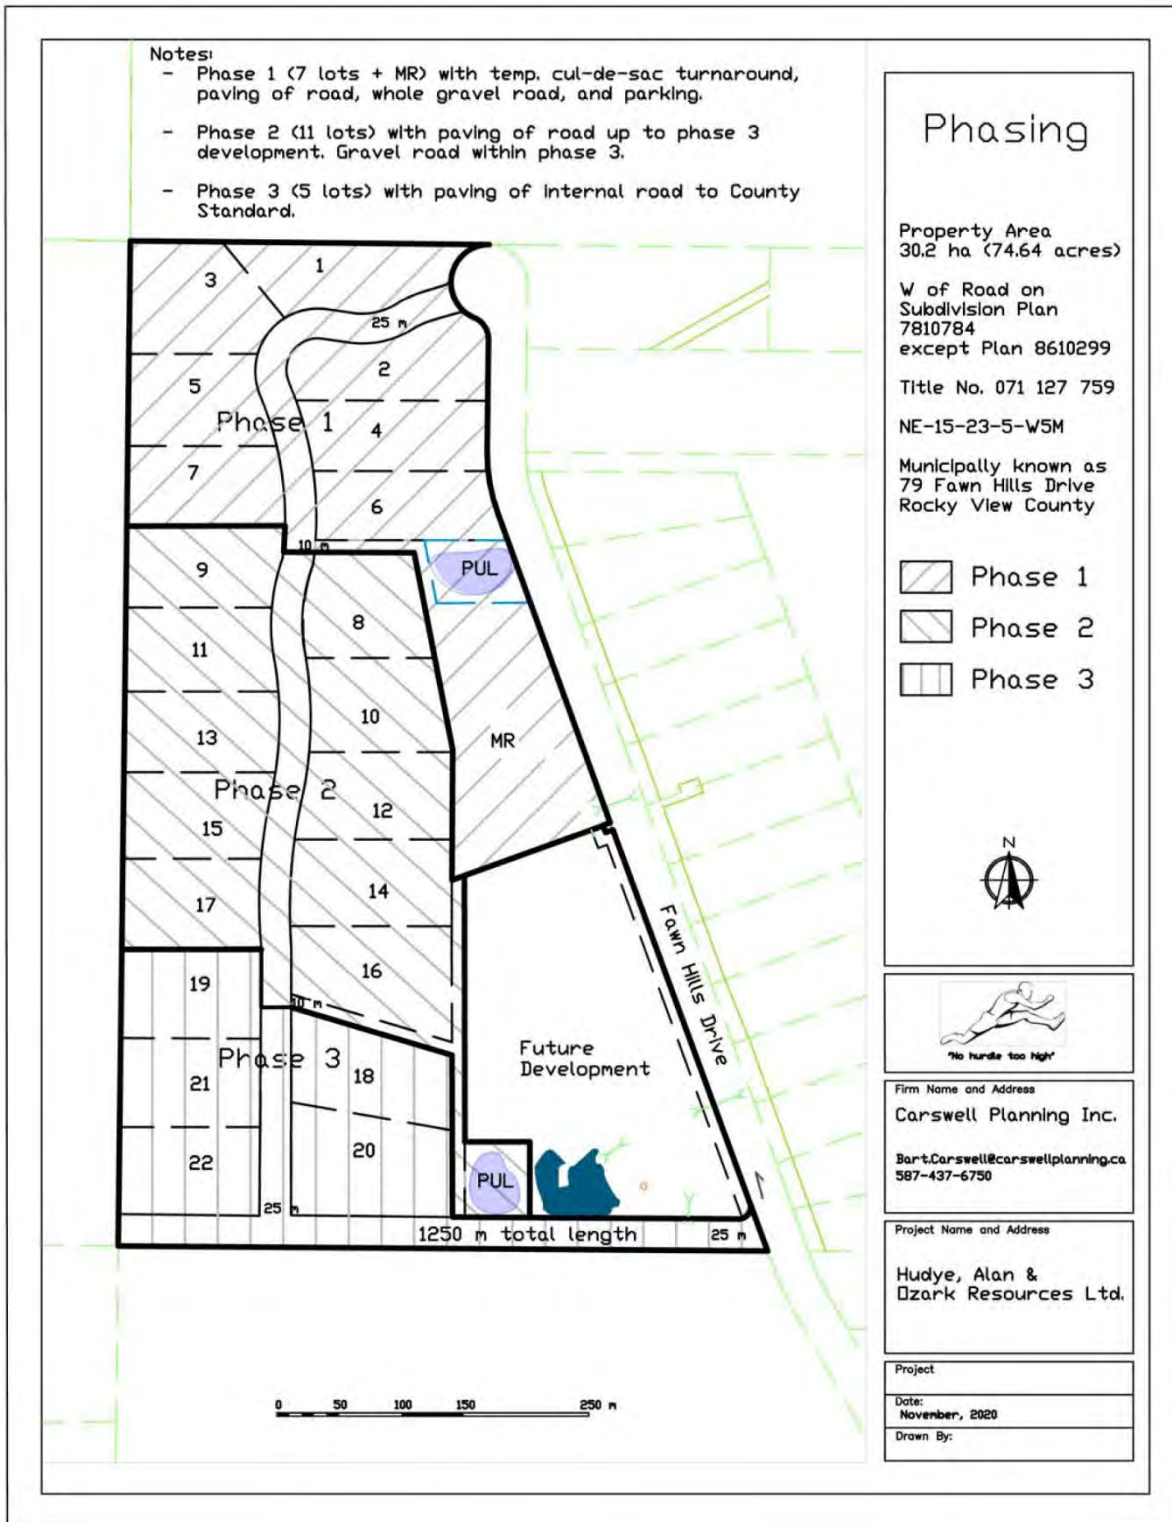 Notes:
- Phase 1 (7 lots + MR) with temp. cul-de-sac turnaround,
paving of road, whole gravel road, and parking.
- Phase 2 (11 lots) with paving of road up to phase 3
development. Gravel road within phase 3.
- Phase 3 (5 lots) with paving of internal road to County
Standard.
1
3
25 m
2
5
Phase 1
4
7
6
10 m
PUL
9
8
11
10
13
MR
Phase 2
12
15
14
17
16
19
10 m
Fawn Hills Drive
Future
Development
Phase 3
18
21
20
22
PUL
25 m
1250 m total length
25 m
0 50 100 150 250 m
Phasing
Property Area
30.2 ha (74.64 acres)
W of Road on
Subdivision Plan
7810784
except Plan 8610299
Title No. 071 127 759
NE-15-23-5-W5M
Municipally known as
79 Fawn Hills Drive
Rocky View County
Phase 1
Phase 2
Phase 3
N
"No hurdle too high"
Firm Name and Address
Carswell Planning Inc.
Bart.Carswell@carswellplanning.ca
587-437-6750
Project Name and Address
Hudye, Alan &
Ozark Resources Ltd.
Project
Date:
November, 2020
Drawn By: